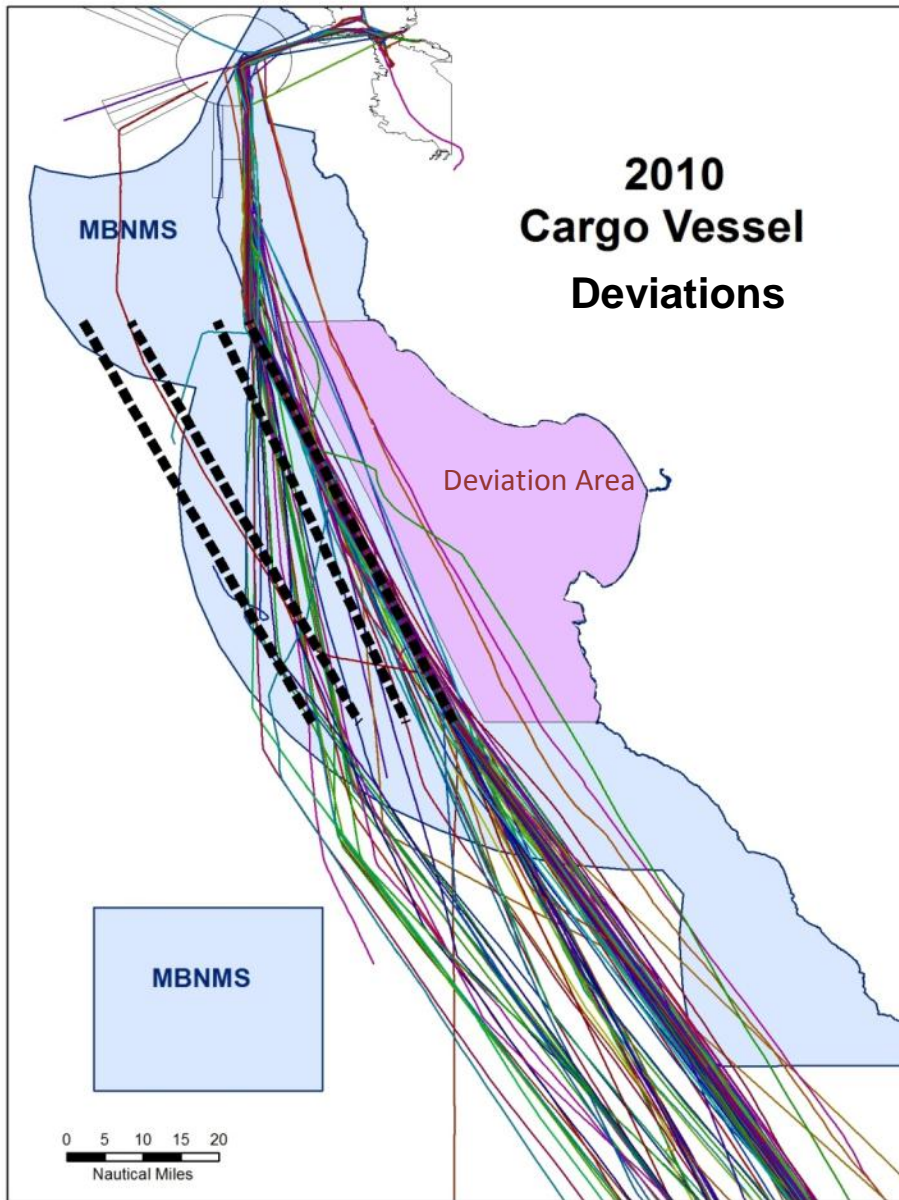 2010
Cargo Vessel
Deviations
MBNMS
Deviation Area
MBNMS
0 5 10 15 20
Nautical Miles